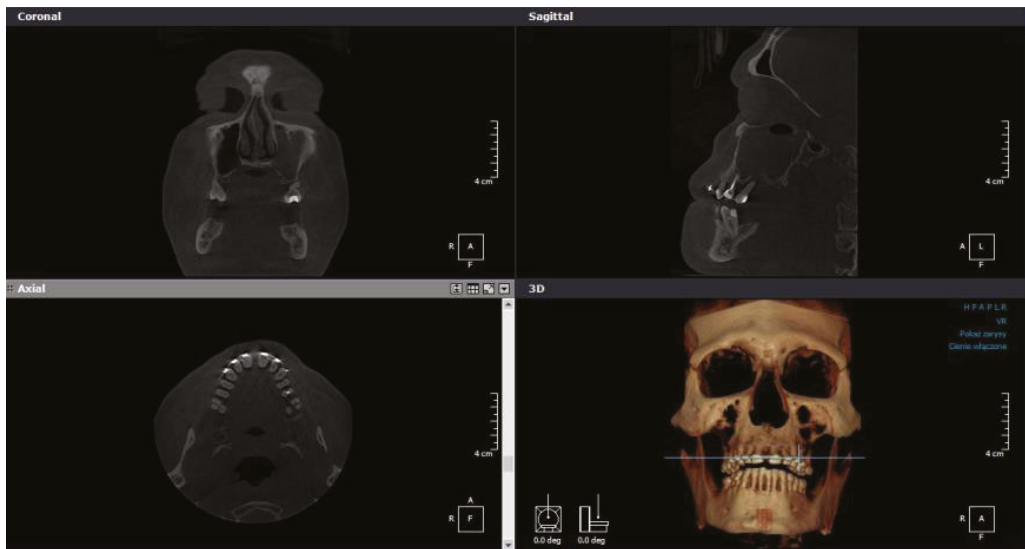 Coronal
4 cm
R A
F
Sagittal
4 cm
A L
F
Axial
4 cm
A
R F
3D
H F A P L R
VR
Pokaż zarysy
Cienie włączone
4 cm
0.0 deg 0.0 deg
R A
F